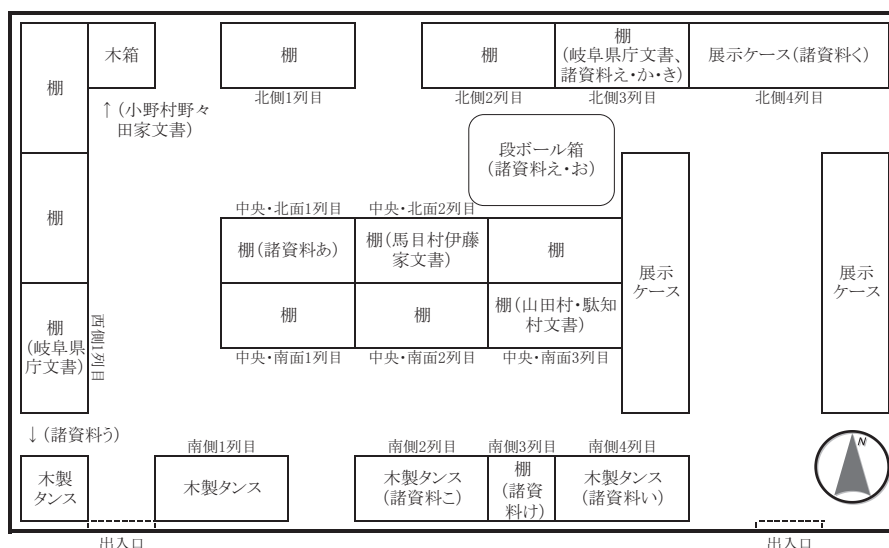 木箱
棚
棚
棚
棚
(岐阜県庁文書、
諸資料え・か・き)
展示ケース(諸資料く)
北側1列目
北側2列目
北側3列目
北側4列目
↑(小野村野々
田家文書)
段ボール箱
(諸資料え・お)
棚
中央・北面1列目
中央・北面2列目
棚(諸資料あ)
棚(馬目村伊藤
家文書)
棚
展示
ケース
展示
ケース
棚
(岐阜県
庁文書)
西側1列目
棚
棚
棚(山田村・駄知
村文書)
中央・南面1列目
中央・南面2列目
中央・南面3列目
↓(諸資料う)
南側1列目
南側2列目
南側3列目
南側4列目
木製
タンス
木製タンス
木製タンス
(諸資料こ)
棚
(諸資
料け)
木製タンス
(諸資料い)
N
出入口
出入口